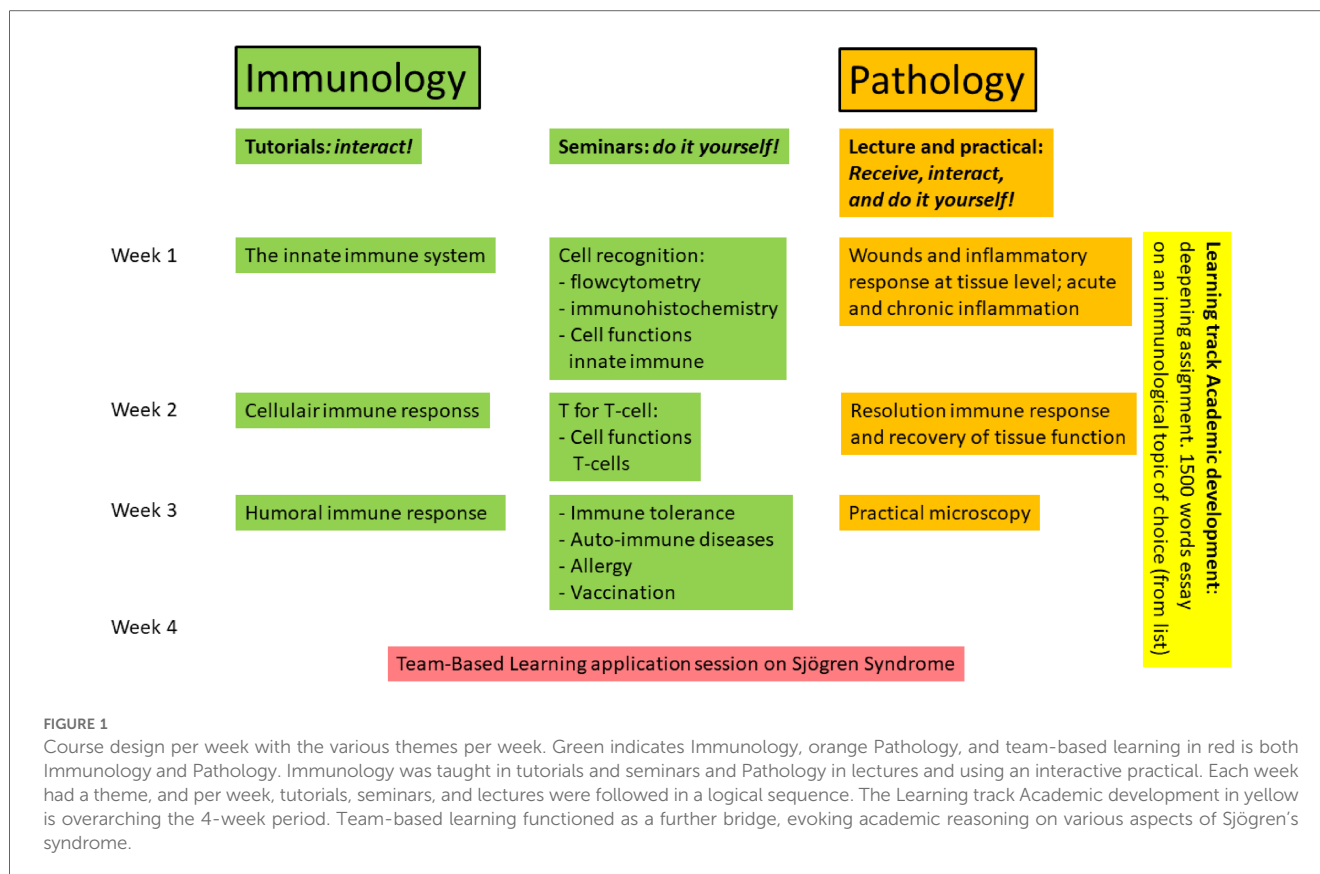 Immunology
Pathology
Tutorials: interact!
Seminars: do it yourself!
Lecture and practical:
Receive, interact,
and do it yourself!
Week 1
The innate immune system
Cell recognition:
- flowcytometry
- immunohistochemistry
- Cell functions
innate immune
Wounds and inflammatory
response at tissue level; acute
and chronic inflammation
Week 2
Cellulair immune responss
T for T-cell:
- Cell functions
T-cells
Resolution immune response
and recovery of tissue function
Week 3
Humoral immune response
- Immune tolerance
- Auto-immune diseases
- Allergy
- Vaccination
Practical microscopy
Learning track Academic development:
deepening assignment. 1500 words essay
on an immunological topic of choice (from list)
Week 4
Team-Based Learning application session on Sjögren Syndrome
FIGURE 1
Course design per week with the various themes per week. Green indicates Immunology, orange Pathology, and team-based learning in red is both
Immunology and Pathology. Immunology was taught in tutorials and seminars and Pathology in lectures and using an interactive practical. Each week
had a theme, and per week, tutorials, seminars, and lectures were followed in a logical sequence. The Learning track Academic development in yellow
is overarching the 4-week period. Team-based learning functioned as a further bridge, evoking academic reasoning on various aspects of Sjögren's
syndrome.